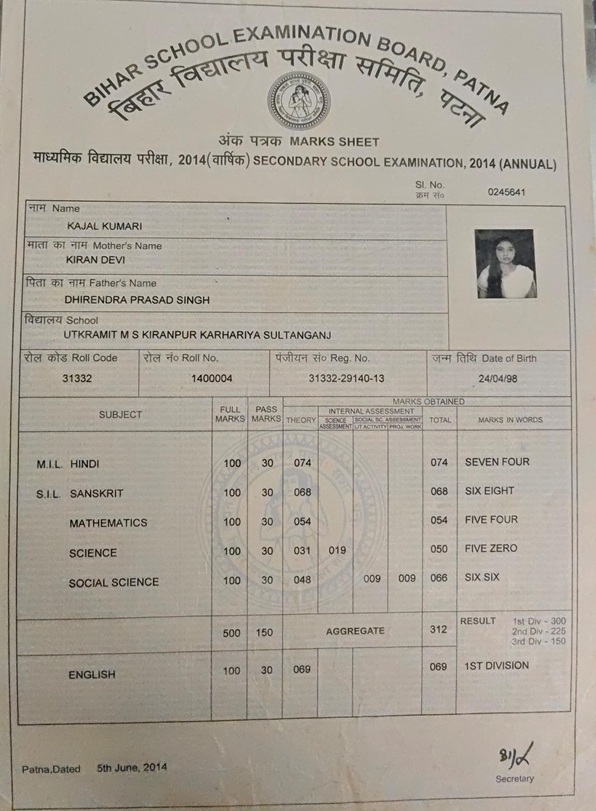 BIHAR SCHOOL EXAMINATION BOARD, PATNA
बिहार विद्यालय परीक्षा समिति, पटना
अंक पत्रक MARKS SHEET
माध्यमिक विद्यालय परीक्षा, 2014(वार्षिक) SECONDARY SCHOOL EXAMINATION, 2014 (ANNUAL)
Sl. No.
क्रम सं० 0245641
नाम Name
KAJAL KUMARI
माता का नाम Mother's Name
KIRAN DEVI
पिता का नाम Father's Name
DHIRENDRA PRASAD SINGH
विद्यालय School
UTKRAMIT M S KIRANPUR KARHARIYA SULTANGANJ
रोल कोड Roll Code रोल नं० Roll No. पंजीयन सं० Reg. No. जन्म तिथि Date of Birth
31332 1400004 31332-29140-13 24/04/98
MARKS OBTAINED
SUBJECT FULL MARKS PASS MARKS THEORY INTERNAL ASSESSMENT TOTAL MARKS IN WORDS
SCIENCE ASSESSMENT SOCIAL SC. ASSESSMENT
LIT ACTIVITY PROJ. WORK
M.I.L. HINDI 100 30 074 074 SEVEN FOUR
S.I.L. SANSKRIT 100 30 068 068 SIX EIGHT
MATHEMATICS 100 30 054 054 FIVE FOUR
SCIENCE 100 30 031 019 050 FIVE ZERO
SOCIAL SCIENCE 100 30 048 009 009 066 SIX SIX
500 150 AGGREGATE 312 RESULT 1st Div - 300
2nd Div - 225
3rd Div - 150
ENGLISH 100 30 069 069 1ST DIVISION
Patna,Dated 5th June, 2014
Secretary